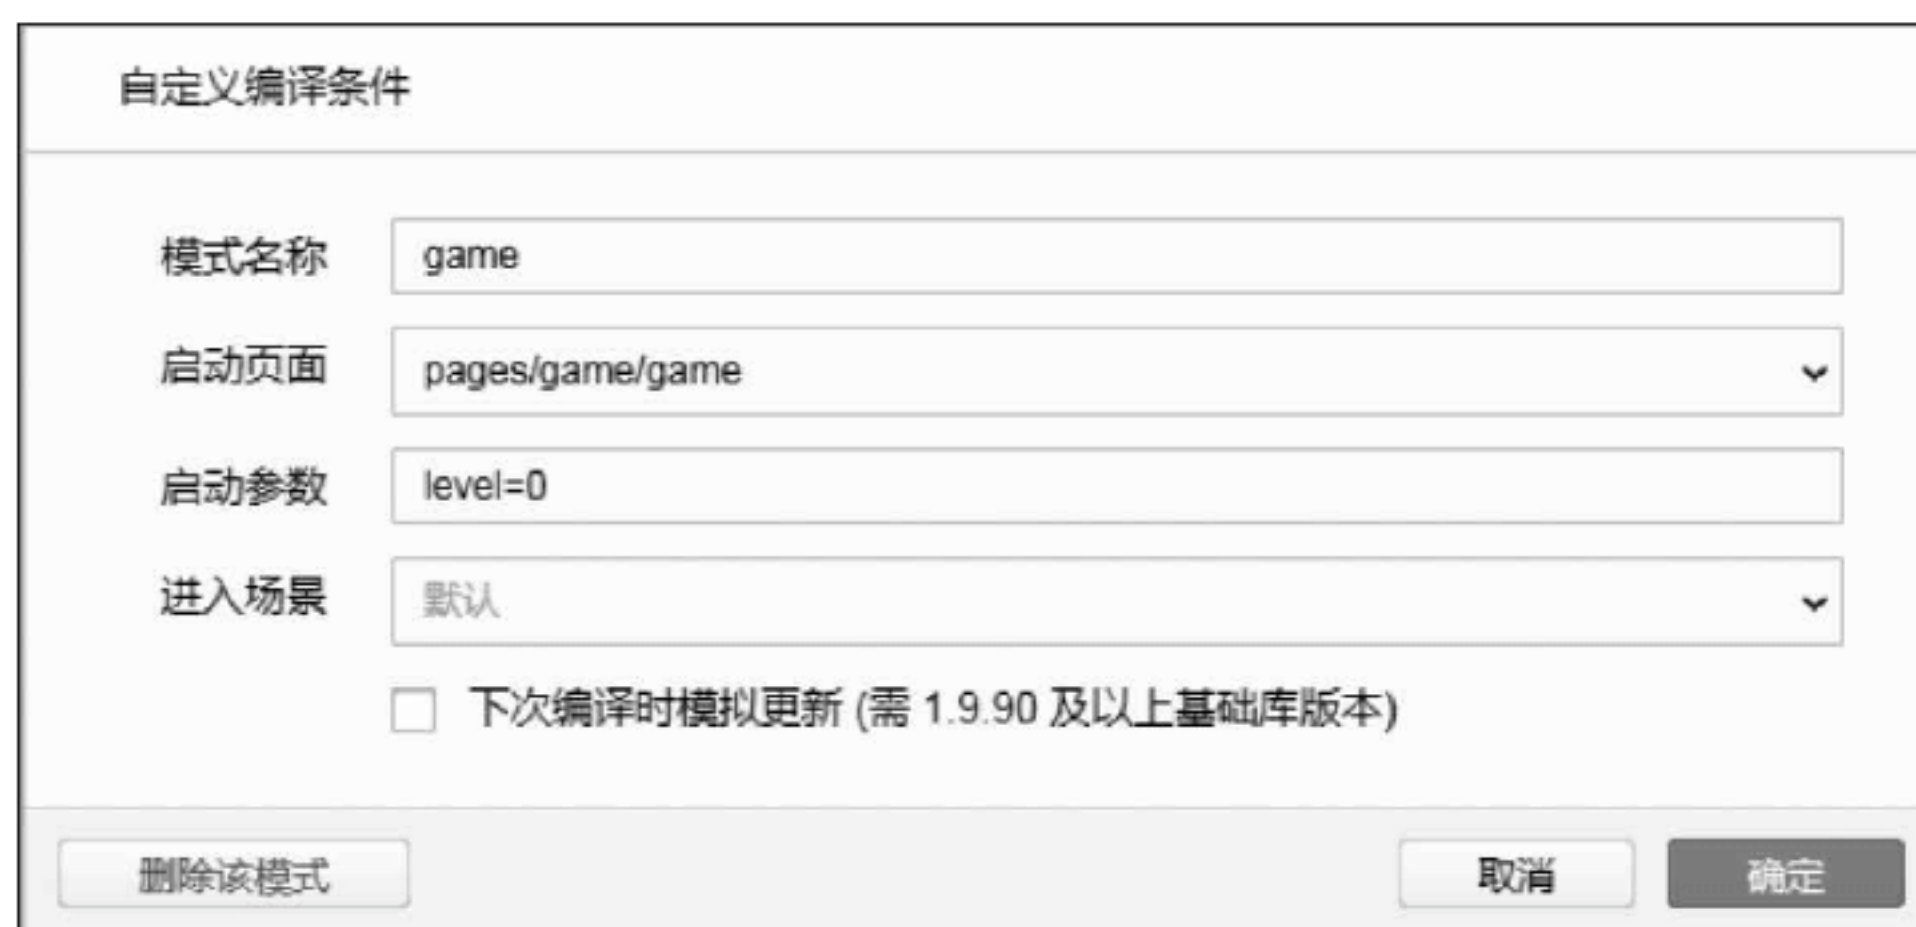 自定义编译条件
模式名称 game
启动页面 pages/game/game
启动参数 level=0
进入场景 默认
下次编译时模拟更新 (需 1.9.90 及以上基础库版本)
删除该模式 取消 确定